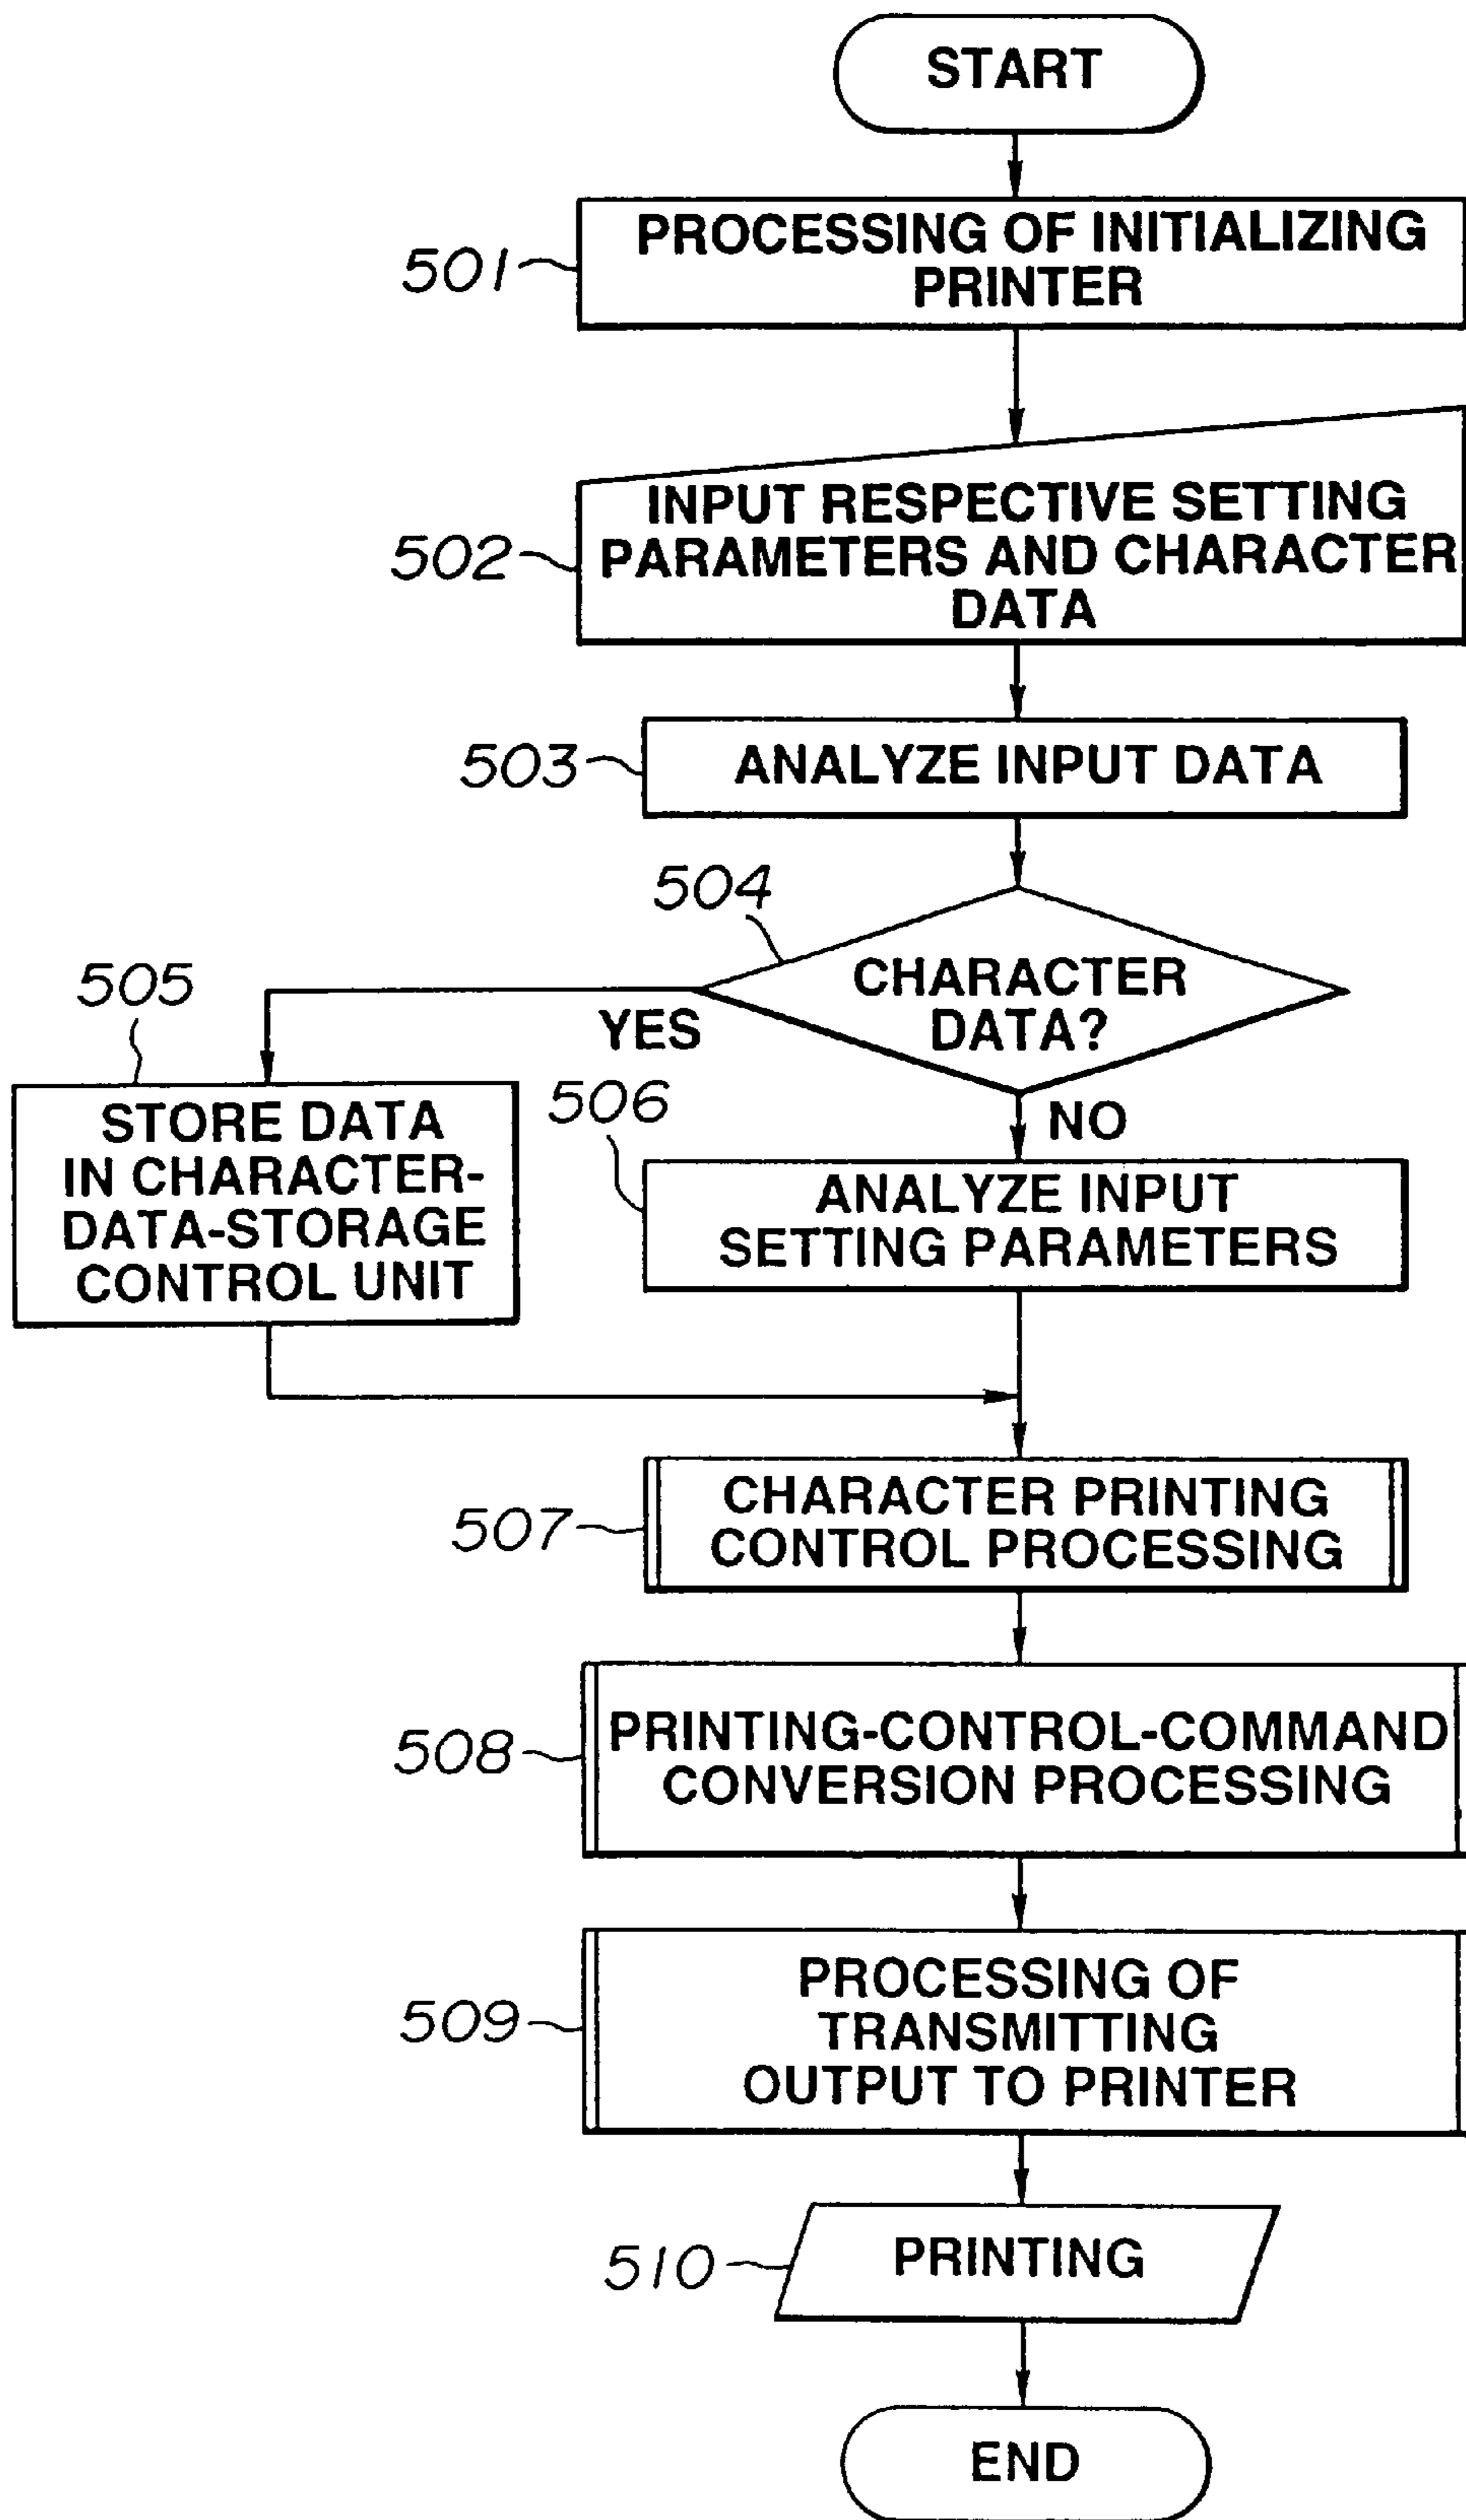 START
501
PROCESSING OF INITIALIZING
PRINTER
502
INPUT RESPECTIVE SETTING
PARAMETERS AND CHARACTER
DATA
503
ANALYZE INPUT DATA
504
CHARACTER
DATA?
YES
NO
505
STORE DATA
IN CHARACTER-
DATA-STORAGE
CONTROL UNIT
506
ANALYZE INPUT
SETTING PARAMETERS
507
CHARACTER PRINTING
CONTROL PROCESSING
508
PRINTING-CONTROL-COMMAND
CONVERSION PROCESSING
509
PROCESSING OF
TRANSMITTING
OUTPUT TO PRINTER
510
PRINTING
END